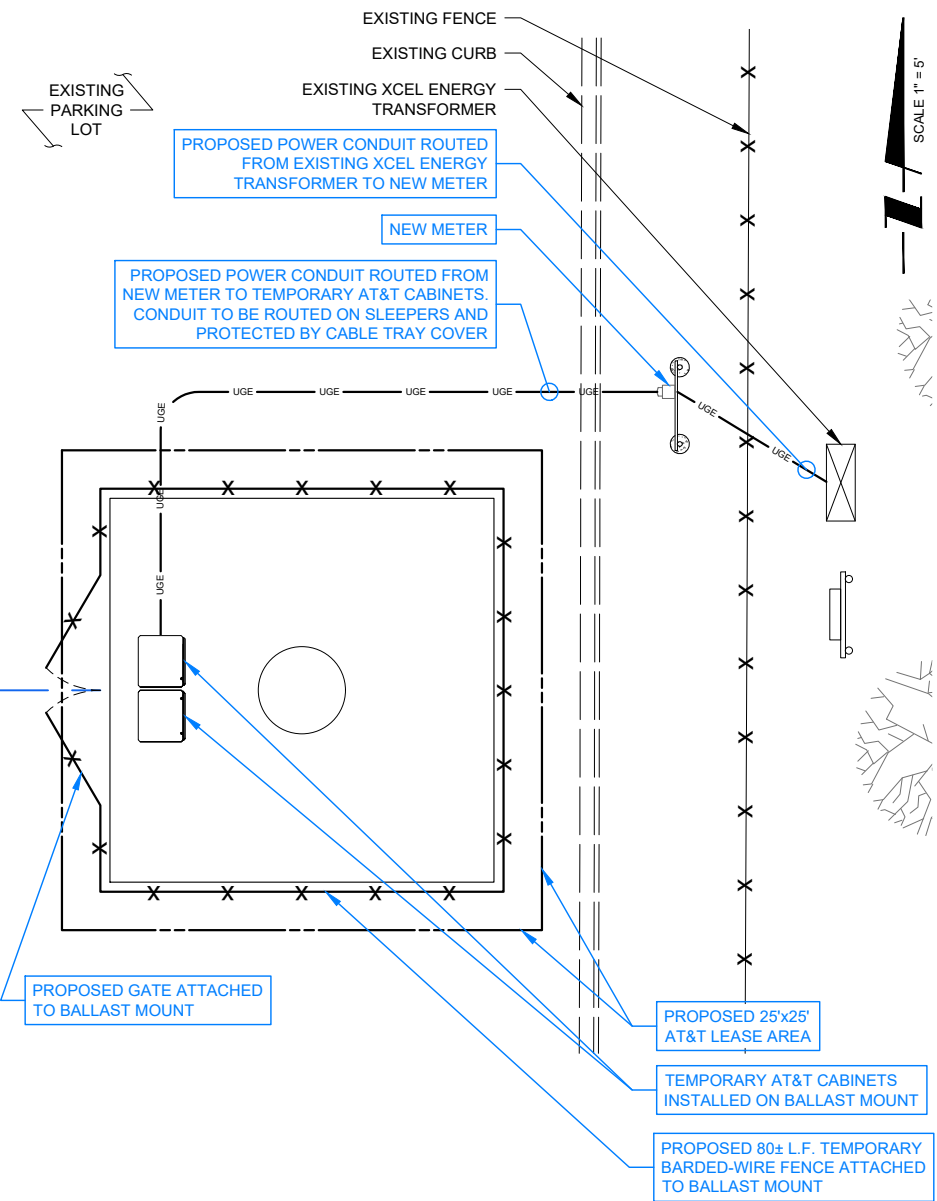 EXISTING FENCE
EXISTING CURB
EXISTING XCEL ENERGY
TRANSFORMER
EXISTING
PARKING
LOT
SCALE 1" = 5'
PROPOSED POWER CONDUIT ROUTED
FROM EXISTING XCEL ENERGY
TRANSFORMER TO NEW METER
NEW METER
PROPOSED POWER CONDUIT ROUTED FROM
NEW METER TO TEMPORARY AT&T CABINETS.
CONDUIT TO BE ROUTED ON SLEEPERS AND
PROTECTED BY CABLE TRAY COVER
UGE
UGE
UGE
UGE
UGE
UGE
UGE
UGE
UGE
UGE
PROPOSED GATE ATTACHED
TO BALLAST MOUNT
PROPOSED 25'x25'
AT&T LEASE AREA
TEMPORARY AT&T CABINETS
INSTALLED ON BALLAST MOUNT
PROPOSED 80± L.F. TEMPORARY
BARDED-WIRE FENCE ATTACHED
TO BALLAST MOUNT